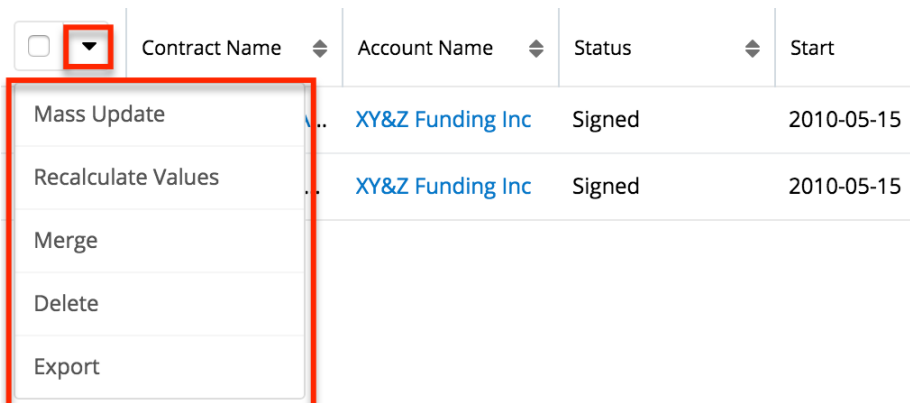 Contract Name Account Name Status Start
Mass Update
XY&Z Funding Inc Signed 2010-05-15
Recalculate Values
XY&Z Funding Inc Signed 2010-05-15
Merge
Delete
Export